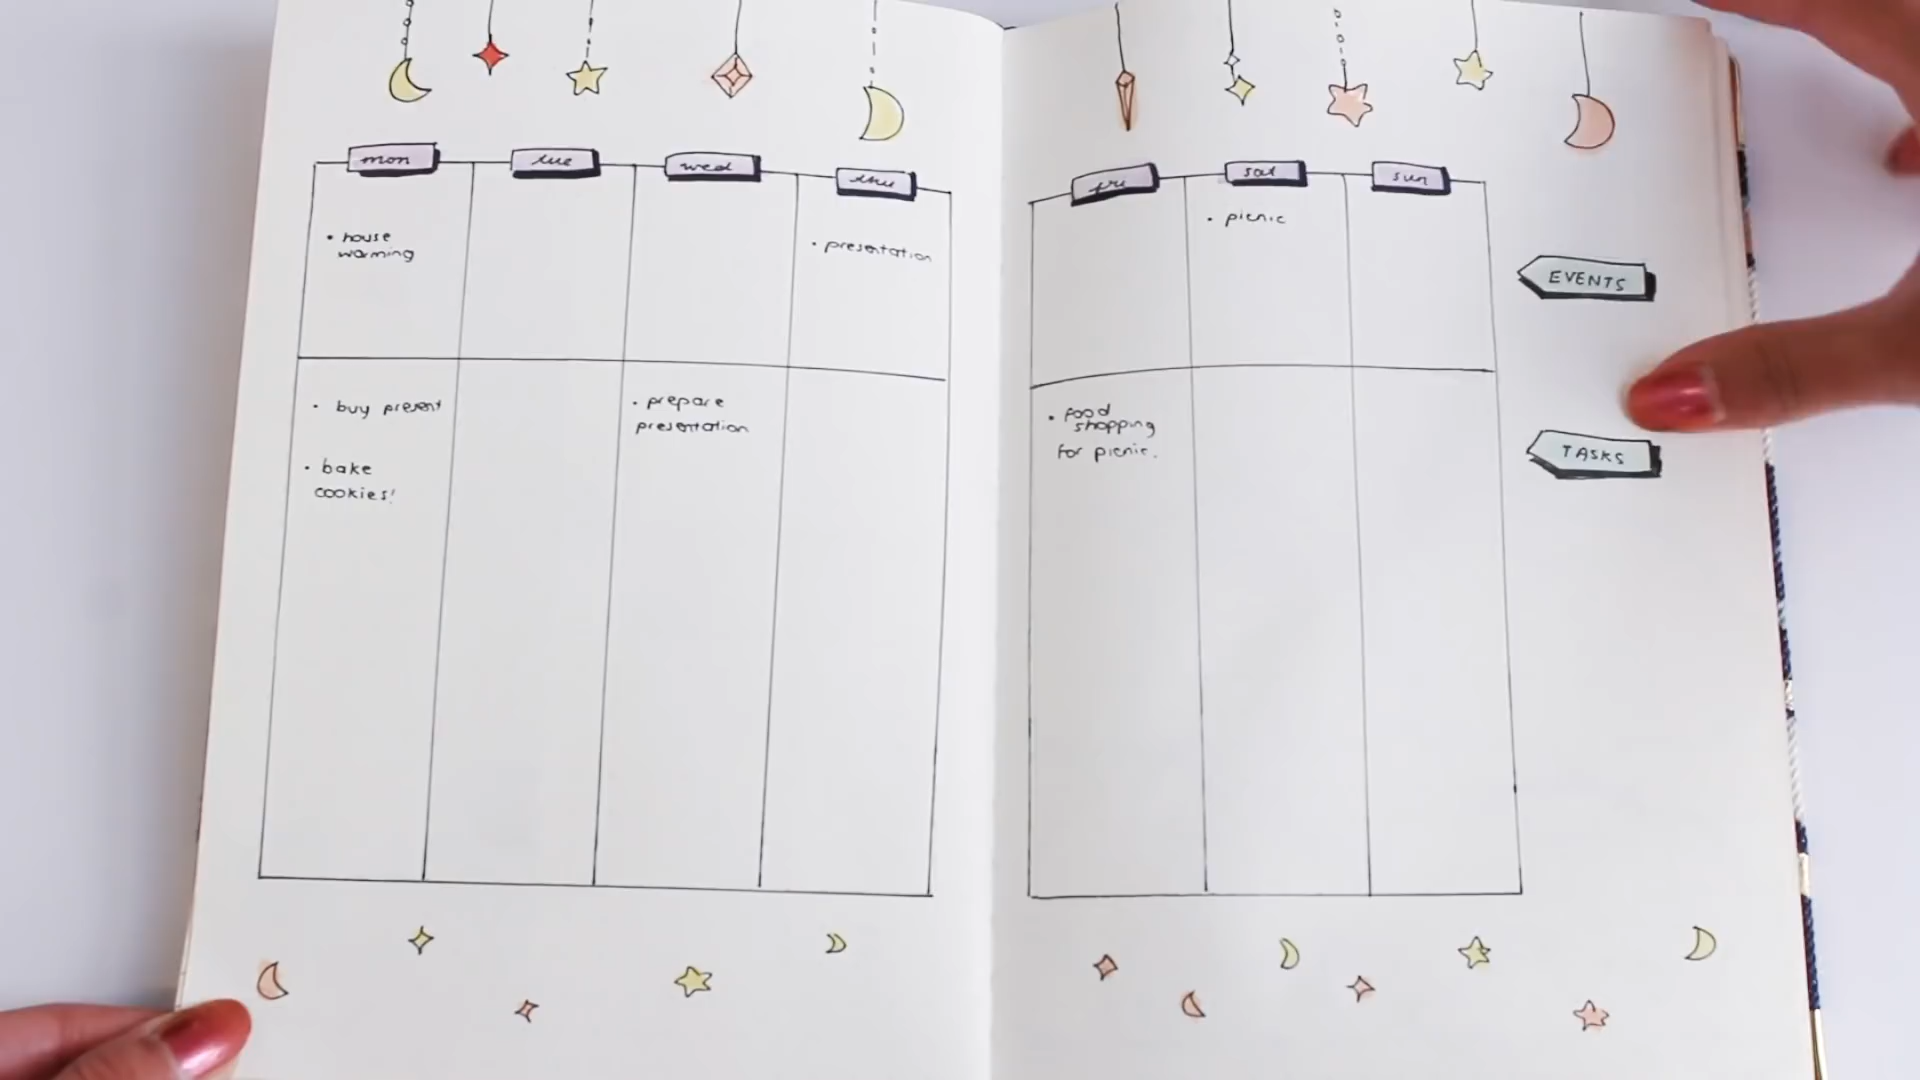 mon
tue
wed
thu
fri
sat
sun
• house
warming
• presentation
• picnic
EVENTS
• buy present
• bake
cookies!
• prepare
presentation
• food
shopping
for picnic.
TASKS